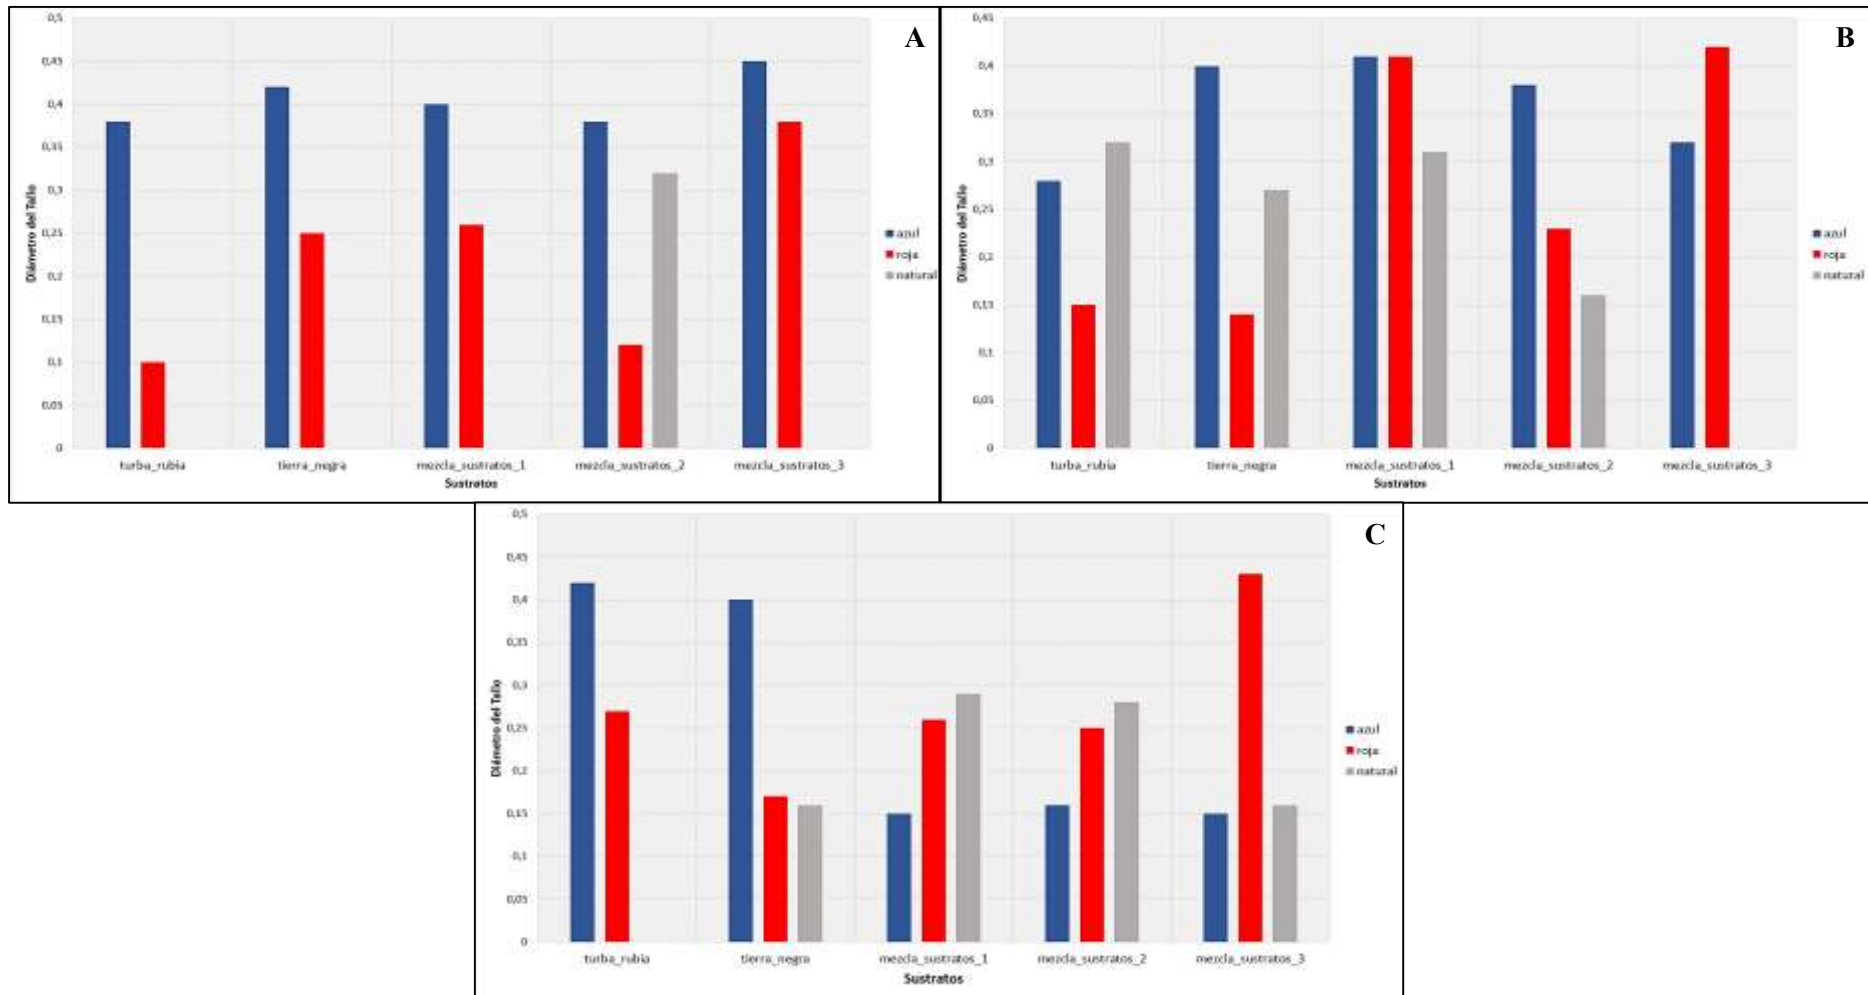 A
0,5
0,45
0,4
0,35
0,3
0,25
0,2
0,15
0,1
0,05
0
Diámetro del Tallo
turba_rubia tierra_negra mezcla_sustratos_1 mezcla_sustratos_2 mezcla_sustratos_3
Sustratos
azul
roja
natural
B
0,45
0,4
0,35
0,3
0,25
0,2
0,15
0,1
0,05
0
Diámetro del Tallo
turba_rubia tierra_negra mezcla_sustratos_1 mezcla_sustratos_2 mezcla_sustratos_3
Sustratos
azul
roja
natural
C
0,5
0,45
0,4
0,35
0,3
0,25
0,2
0,15
0,1
0,05
0
Diámetro del Tallo
turba_rubia tierra_negra mezcla_sustratos_1 mezcla_sustratos_2 mezcla_sustratos_3
Sustratos
azul
roja
natural